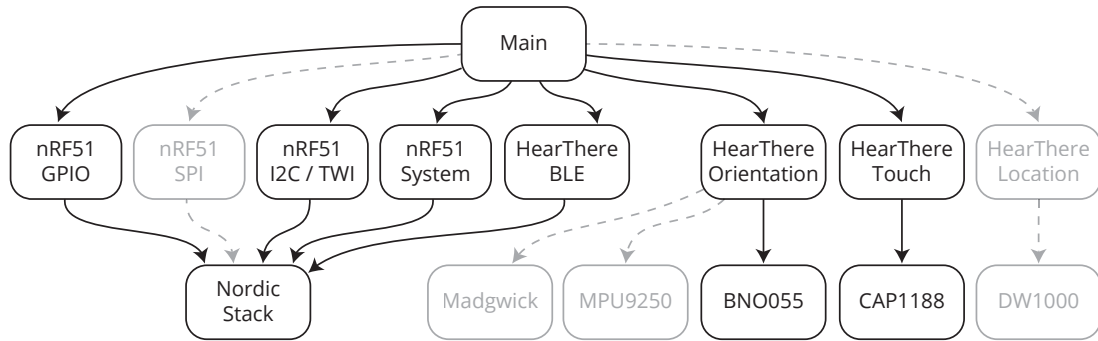 Main
nRF51
GPIO
nRF51
SPI
nRF51
I2C / TWI
nRF51
System
HearThere
BLE
HearThere
Orientation
HearThere
Touch
HearThere
Location
Nordic
Stack
Madgwick
MPU9250
BNO055
CAP1188
DW1000